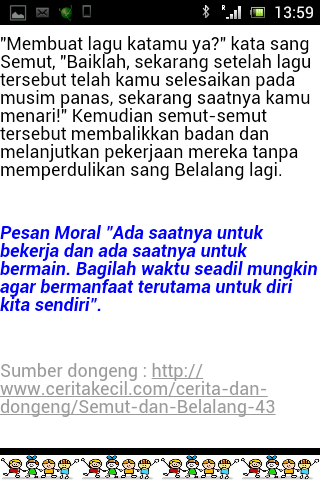 13:59
"Membuat lagu katamu ya?" kata sang
Semut, "Baiklah, sekarang setelah lagu
tersebut telah kamu selesaikan pada
musim panas, sekarang saatnya kamu
menari!" Kemudian semut-semut
tersebut membalikkan badan dan
melanjutkan pekerjaan mereka tanpa
memperdulikan sang Belalang lagi.
Pesan Moral "Ada saatnya untuk
bekerja dan ada saatnya untuk
bermain. Bagilah waktu seadil mungkin
agar bermanfaat terutama untuk diri
kita sendiri".
Sumber dongeng : http://
www.ceritakecil.com/cerita-dan-
dongeng/Semut-dan-Belalang-43